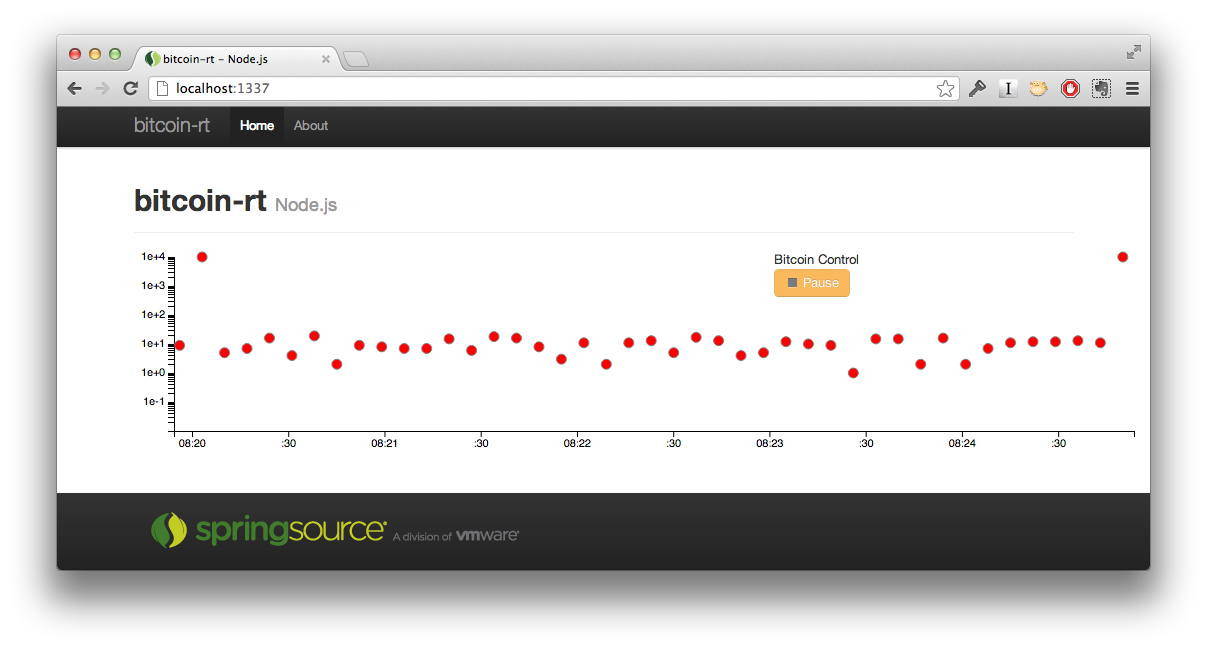 bitcoin-rt – Node.js
localhost:1337
bitcoin-rt Home About
bitcoin-rt Node.js
Bitcoin Control
Pause
1e+4
1e+3
1e+2
1e+1
1e+0
1e-1
08:20 :30 08:21 :30 08:22 :30 08:23 :30 08:24 :30
springsource® A division of vmware®